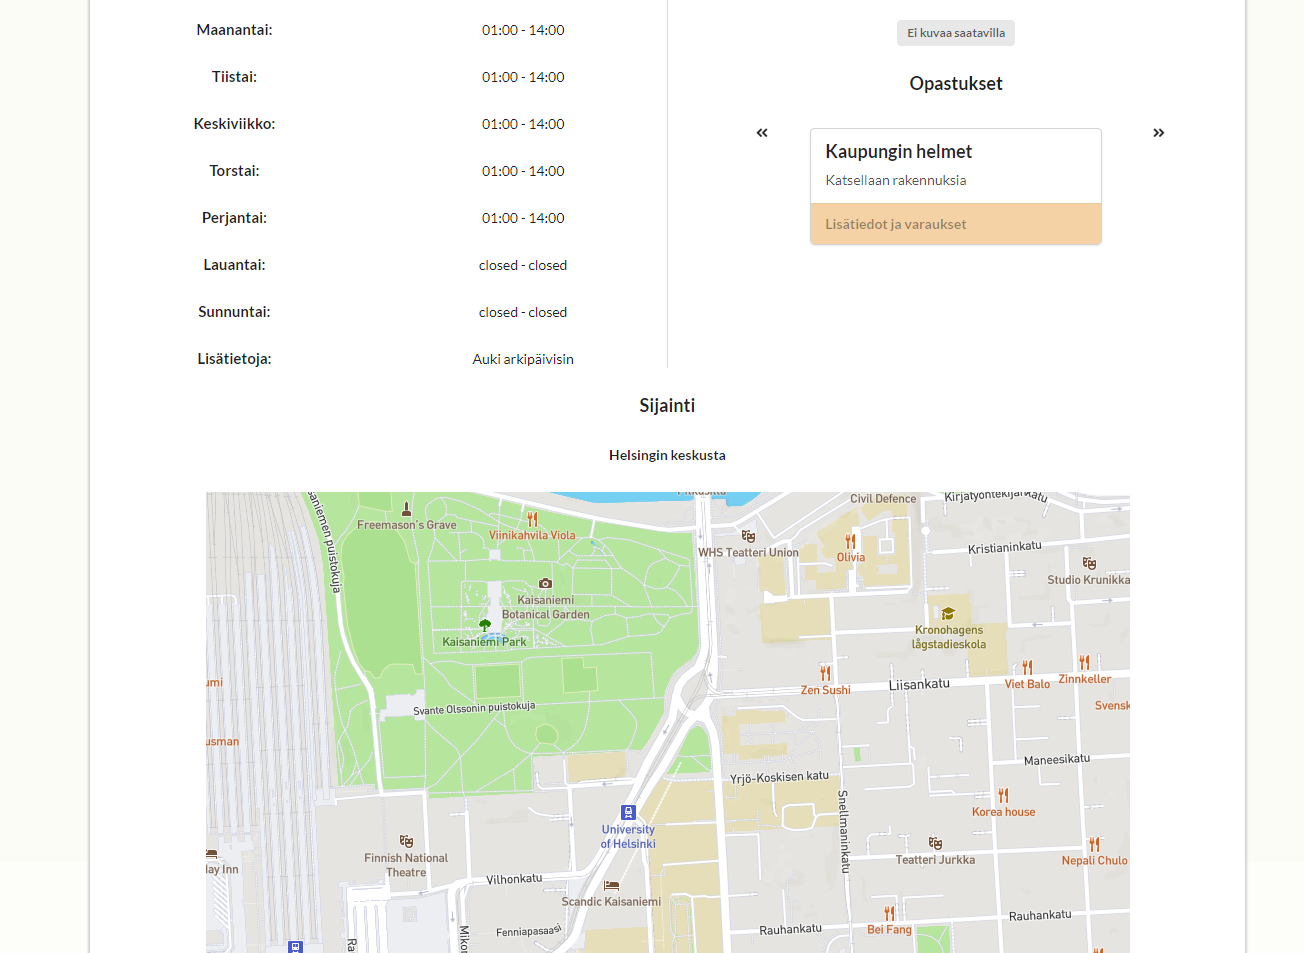 Maanantai: 01:00 - 14:00
Tiistai: 01:00 - 14:00
Keskiviikko: 01:00 - 14:00
Torstai: 01:00 - 14:00
Perjantai: 01:00 - 14:00
Lauantai: closed - closed
Sunnuntai: closed - closed
Lisätietoja: Auki arkipäivisin
Ei kuvaa saatavilla
Opastukset
«
»
Kaupungin helmet
Katsellaan rakennuksia
Lisätiedot ja varaukset
Sijainti
Helsingin keskusta
saniemen puistokuja
Freemason's Grave
Viinikahvila Viola
Civil Defence
WHS Teatteri Union
Olivia
Kristianinkatu
Studio Krunikka
Kaisaniemi
Botanical Garden
Kaisaniemi Park
Kronohagens
lågstadieskola
Zen Sushi
Liisankatu
Viet Balo
Zinnkeller
Svensk
umi
Svante Olssonin puistokuja
usman
Yrjö-Koskisen katu
Maneesikatu
Snellmaninkatu
Korea house
University
of Helsinki
Finnish National
Theatre
Teatteri Jurkka
Nepali Chulo
Vilhonkatu
Scandic Kaisaniemi
Fenniapasaasi
Rauhankatu
Rauhankatu
Bei Fang